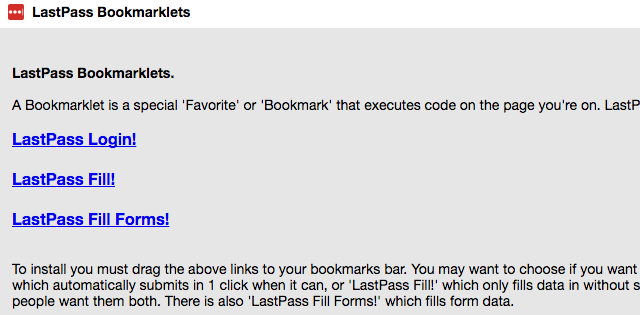 LastPass Bookmarklets
LastPass Bookmarklets.
A Bookmarklet is a special 'Favorite' or 'Bookmark' that executes code on the page you're on. LastP
LastPass Login!
LastPass Fill!
LastPass Fill Forms!
To install you must drag the above links to your bookmarks bar. You may want to choose if you want
which automatically submits in 1 click when it can, or 'LastPass Fill!' which only fills data in without s
people want them both. There is also 'LastPass Fill Forms!' which fills form data.